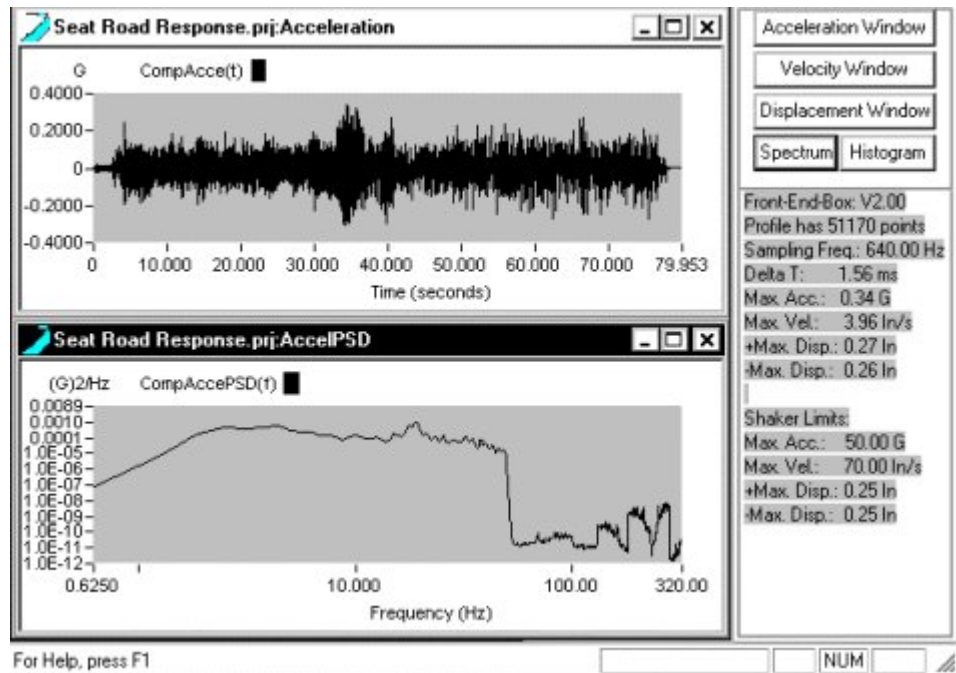 Seat Road Response.prj:Acceleration
G CompAcce(t)
0.4000
0.2000
0
-0.2000
-0.4000
0 10.000 20.000 30.000 40.000 50.000 60.000 70.000 79.953
Time (seconds)
Seat Road Response.prj:AccelPSD
(G)2/Hz CompAccePSD(f)
0.0089
0.0010
0.0001
1.0E-05
1.0E-06
1.0E-07
1.0E-08
1.0E-09
1.0E-10
1.0E-11
1.0E-12
0.6250 10.000 100.00 320.00
Frequency (Hz)
Acceleration Window
Velocity Window
Displacement Window
Spectrum Histogram
Front-End-Box: V2.00
Profile has 51170 points
Sampling Freq.: 640.00 Hz
Delta T: 1.56 ms
Max. Acc.: 0.34 G
Max. Vel.: 3.96 In/s
+Max. Disp.: 0.27 In
-Max. Disp.: 0.26 In
Shaker Limits:
Max. Acc.: 50.00 G
Max. Vel.: 70.00 In/s
+Max. Disp.: 0.25 In
-Max. Disp.: 0.25 In
For Help, press F1 NUM